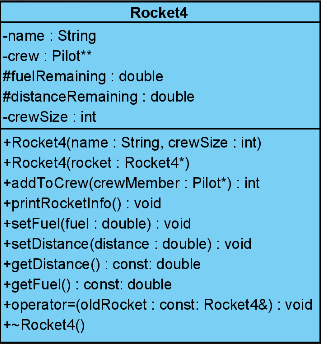 Rocket4
-name : String
-crew : Pilot**
#fuelRemaining : double
#distanceRemaining : double
-crewSize : int
+Rocket4(name : String, crewSize : int)
+Rocket4(rocket : Rocket4*)
+addToCrew(crewMember : Pilot*) : int
+printRocketInfo() : void
+setFuel(fuel : double) : void
+setDistance(distance : double) : void
+getDistance() : const: double
+getFuel() : const: double
+operator=(oldRocket : const: Rocket4&) : void
+~Rocket4()